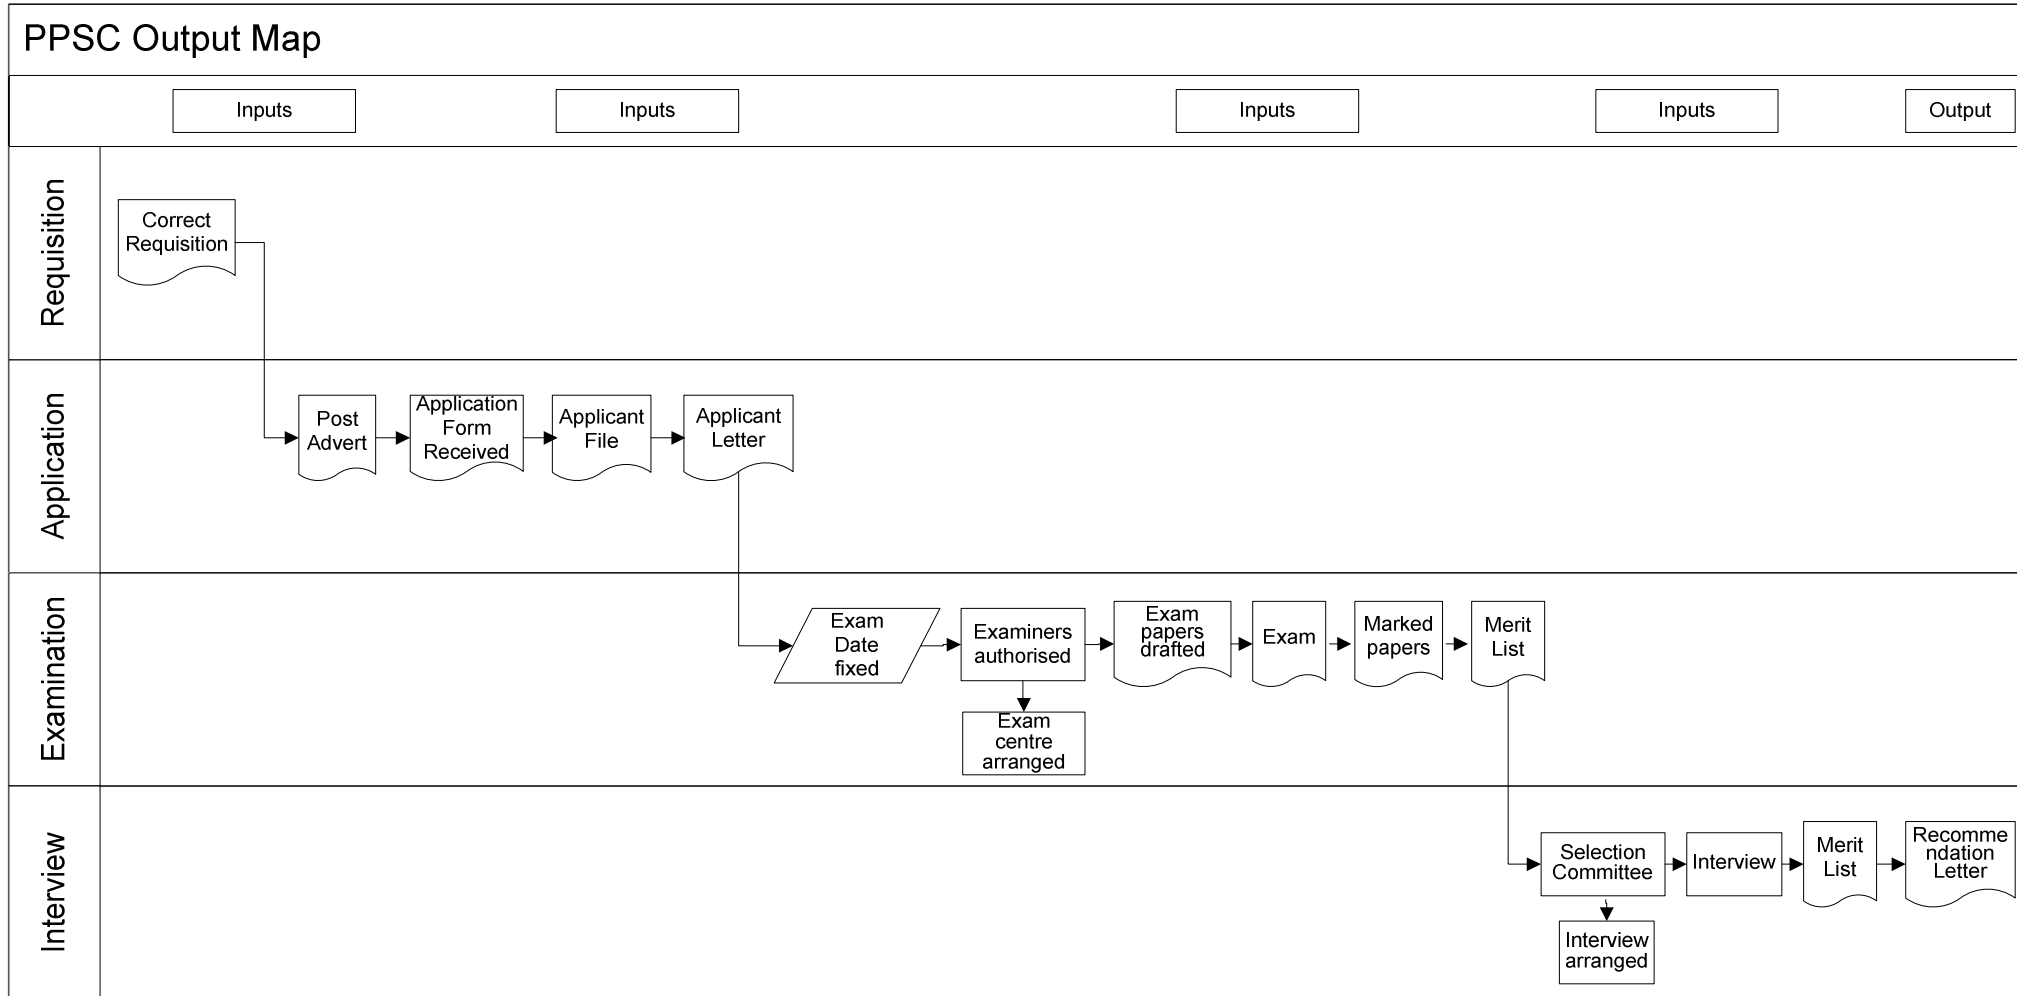 PPSC Output Map
Inputs
Inputs
Inputs
Inputs
Output
Requisition
Correct
Requisition
Application
Post
Advert
Application
Form
Received
Applicant
File
Applicant
Letter
Examination
Exam
Date
fixed
Examiners
authorised
Exam
papers
drafted
Exam
Marked
papers
Merit
List
Exam
centre
arranged
Interview
Selection
Committee
Interview
Merit
List
Recomme
ndation
Letter
Interview
arranged